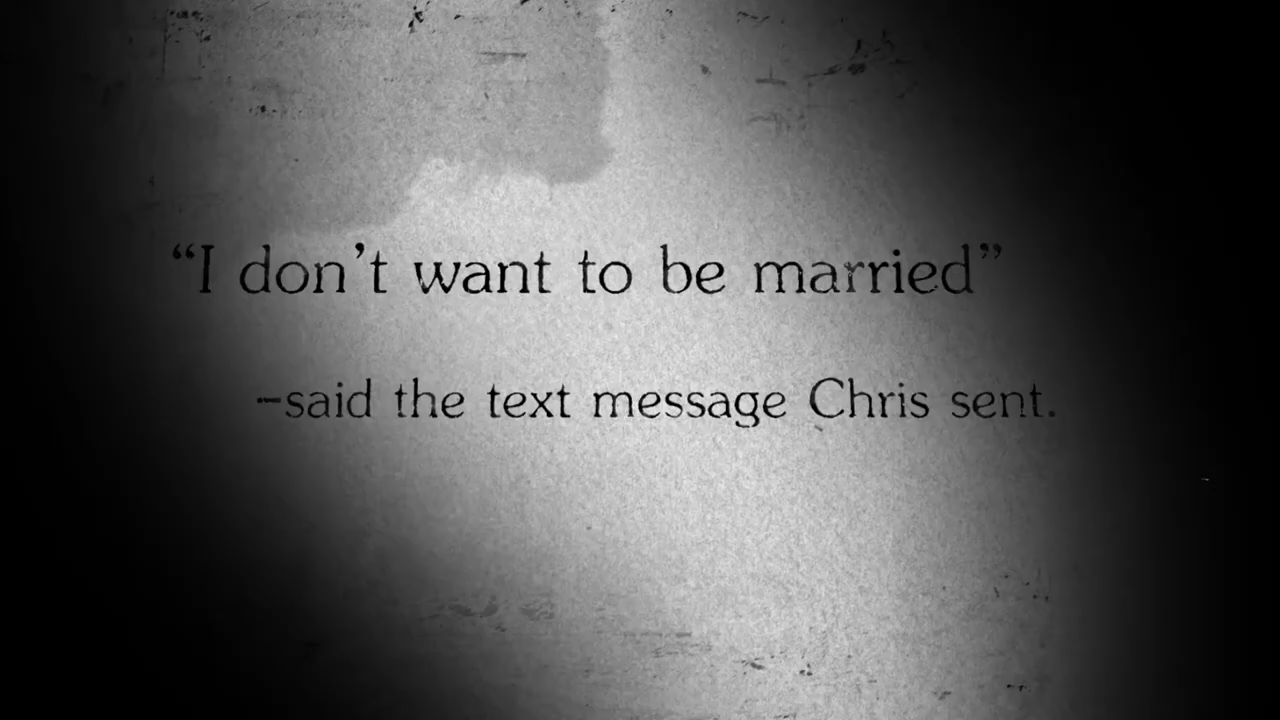 “I don’t want to be married”
–said the text message Chris sent.